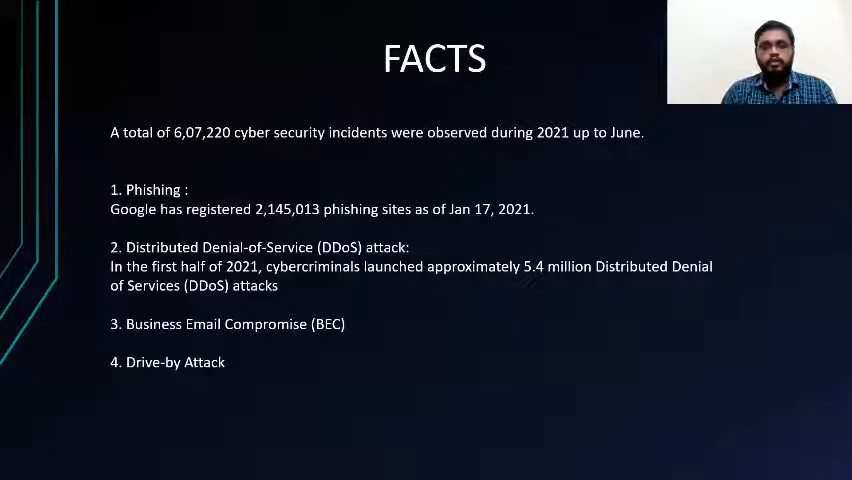 FACTS
A total of 6,07,220 cyber security incidents were observed during 2021 up to June.
1. Phishing :
Google has registered 2,145,013 phishing sites as of Jan 17, 2021.
2. Distributed Denial-of-Service (DDoS) attack:
In the first half of 2021, cybercriminals launched approximately 5.4 million Distributed Denial
of Services (DDoS) attacks
3. Business Email Compromise (BEC)
4. Drive-by Attack